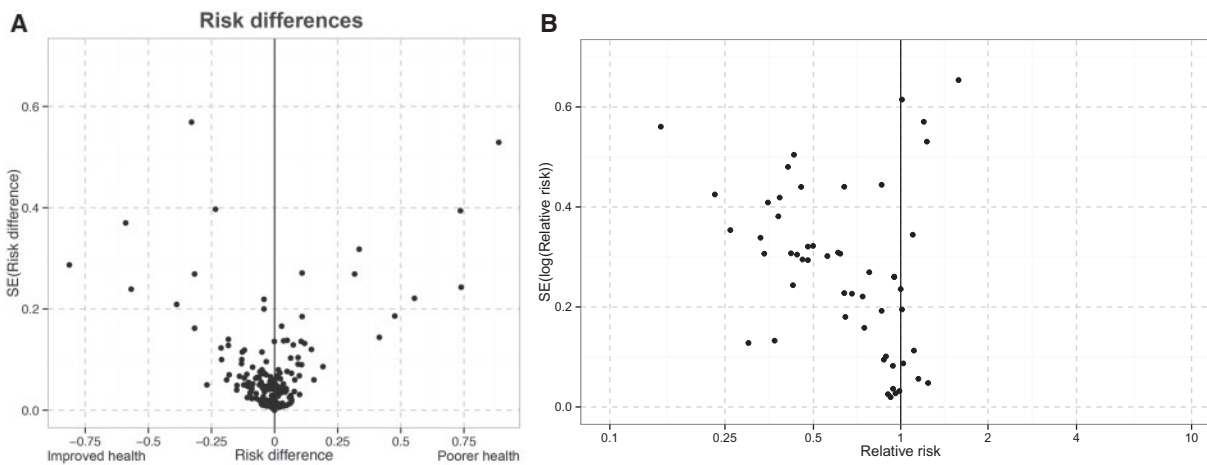 A
Risk differences
SE(Risk difference)
0.6
0.4
0.2
0.0
−0.75
−0.5
−0.25
0
0.25
0.5
0.75
Improved health
Risk difference
Poorer health
B
SE(log(Relative risk))
0.6
0.4
0.2
0.0
0.1
0.25
0.5
1
2
4
10
Relative risk